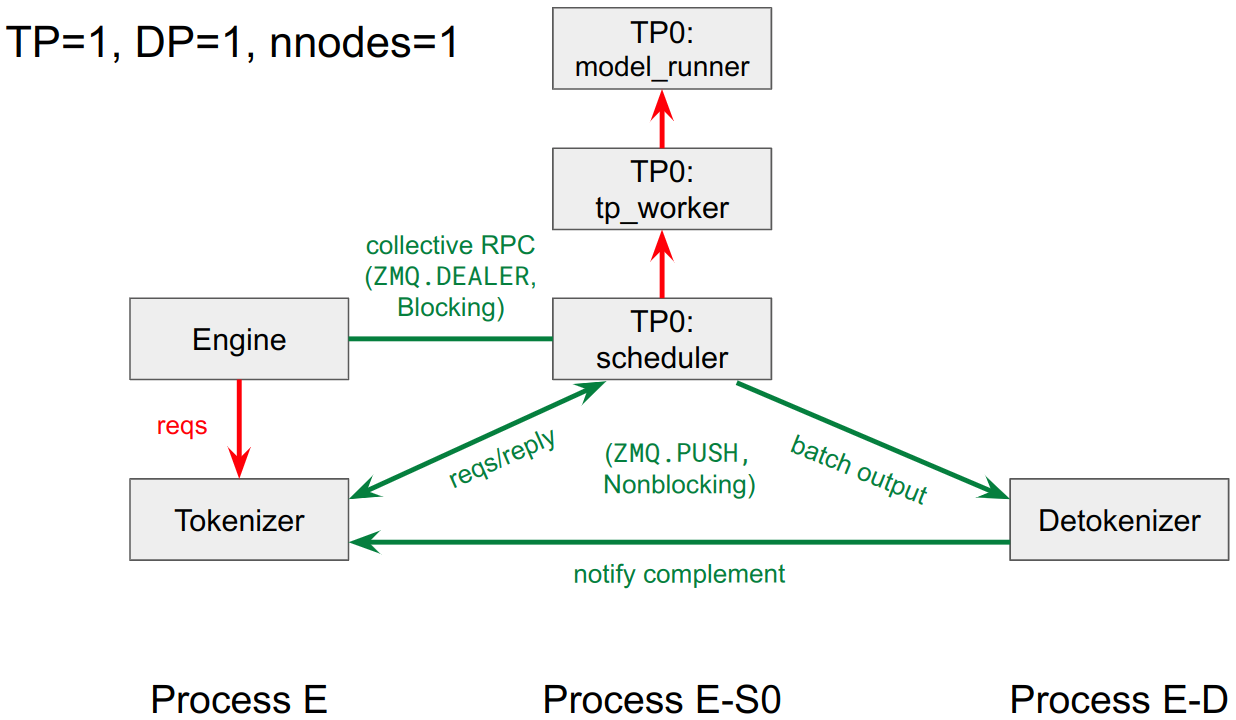 TP=1, DP=1, nnodes=1
TP0:
model_runner
TP0:
tp_worker
collective RPC
(ZMQ.DEALER,
Blocking)
Engine
TP0:
scheduler
reqs
reqs/reply
(ZMQ.PUSH,
Nonblocking)
batch output
Tokenizer
Detokenizer
notify complement
Process E
Process E-S0
Process E-D